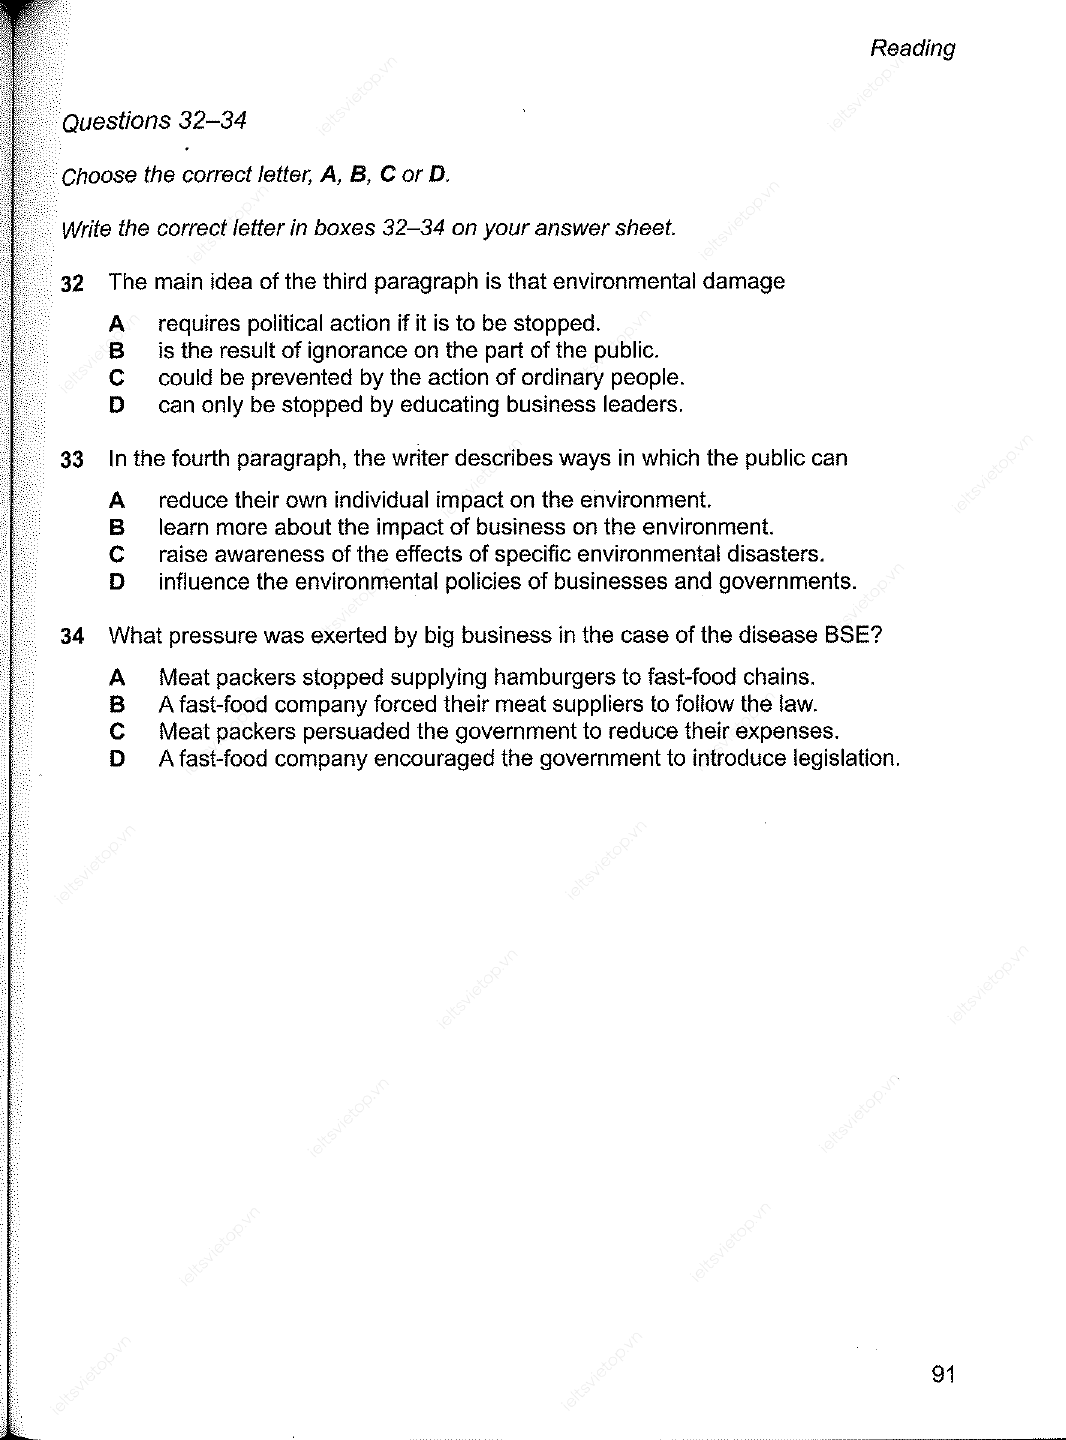 Reading
Questions 32–34
Choose the correct letter, A, B, C or D.
Write the correct letter in boxes 32–34 on your answer sheet.
32 The main idea of the third paragraph is that environmental damage
A requires political action if it is to be stopped.
B is the result of ignorance on the part of the public.
C could be prevented by the action of ordinary people.
D can only be stopped by educating business leaders.
33 In the fourth paragraph, the writer describes ways in which the public can
A reduce their own individual impact on the environment.
B learn more about the impact of business on the environment.
C raise awareness of the effects of specific environmental disasters.
D influence the environmental policies of businesses and governments.
34 What pressure was exerted by big business in the case of the disease BSE?
A Meat packers stopped supplying hamburgers to fast-food chains.
B A fast-food company forced their meat suppliers to follow the law.
C Meat packers persuaded the government to reduce their expenses.
D A fast-food company encouraged the government to introduce legislation.
ieltsvietop.vn
91